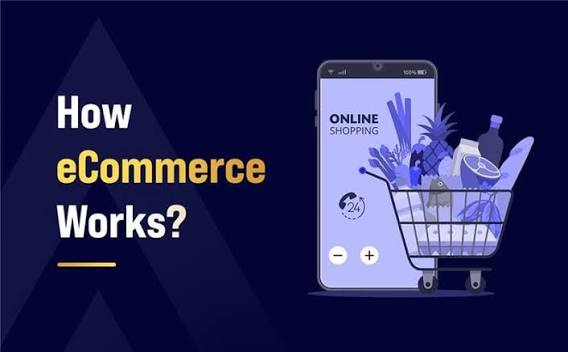 How
eCommerce
Works?
100%
ONLINE
SHOPPING
24